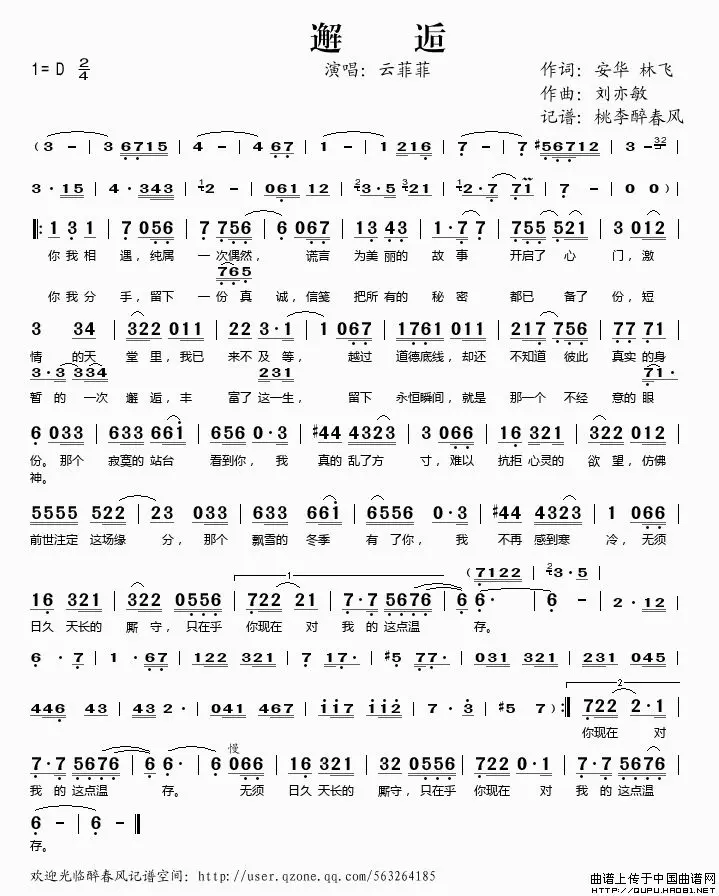 邂 逅
1= D 2/4 演唱：云菲菲 作词：安华 林飞
作曲：刘亦敏
记谱：桃李醉春风
( 3 - | 3 6715 | 4 - | 4 67 | 1 - | 1 216 | 7 - | 7 #56712 | 3 - 32
3 · 15 | 4 · 343 | 12 2 - | 061 12 | 23 3·5 321 | 12 2·7 71 | 7 - | 0 0 ) |
‖: 1 3 1 | 7 056 | 7 756 | 6 067 | 13 43 | 1·7 7 | 755 521 | 3 012 |
你我相 遇，纯属 一次偶然， 谎言 为美丽的 故 事 开启了 心 门，激
765
你我分 手，留下 一份真 诚，信笺 把所有的 秘密 都已 备了 份，短
3 34 | 322 011 | 22 3·1 | 1 067 | 1761 011 | 217 756 | 77 71 |
情 的天 堂里，我已 来不 及等， 越过 道德底线，却还 不知道 彼此 真实的身
3·3 334 231 71·
暂的 一次 邂逅，丰 富了这一生， 留下 永恒瞬间，就是 那一个 不经 意的眼
6 033 | 633 661 | 656 0·3 | #44 4323 | 3 066 | 16 321 | 322 012 |
份。那个 寂寞的 站台 看到你，我 真的 乱了方 寸，难以 抗拒 心灵的 欲望，仿佛
神。
5555 522 | 23 033 | 633 661 | 6556 0·3 | #44 4323 | 1 066 |
前世注定 这场缘 分，那个 飘雪的 冬季 有了你， 我 不再 感到寒 冷，无须
1 ( 7122 | 23 3·5 |
16 321 | 322 0556 | 722 21 | 7·7 5676 | 6 6· | 6 - | 2 · 12 |
日久 天长的 厮守，只在乎 你现在 对 我的 这点温 存。
6 · 7 | 1 · 67 | 122 321 | 7 17· | #5 77· | 031 321 | 231 045 |
2
446 43 | 43 2 · | 041 467 | 117 112 | 7 · 3 | #5 7 ) :‖ 722 2·1 |
你现在 对
慢
7·7 5676 | 6 · 6 066 | 16 321 | 32 0556 | 722 0·1 | 7·7 5676 |
我的 这点温 存。 无须 日久 天长的 厮守，只在乎 你现在 对 我的 这点温
6 - | 6 - ‖
存。
欢迎光临醉春风记谱空间：http://user.qzone.qq.com/563264185
曲谱上传于中国曲谱网
HTTP://QUPU.HAO81.NET